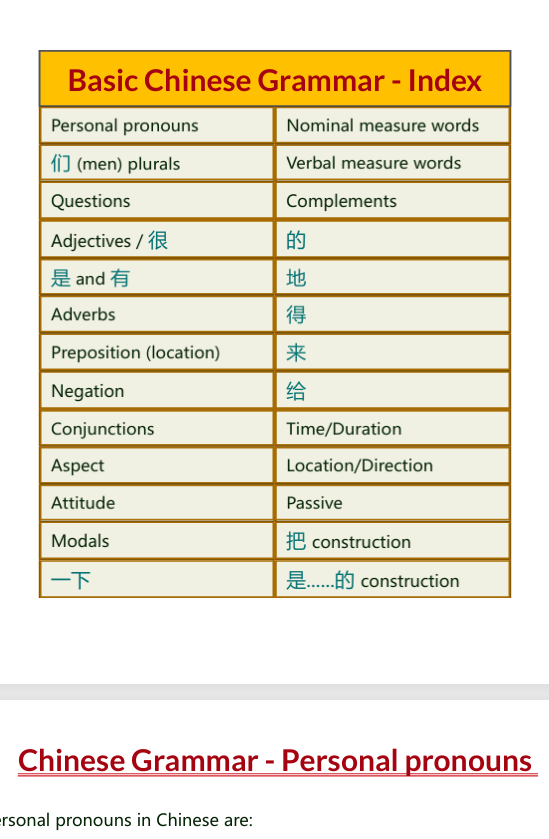 Basic Chinese Grammar - Index
Personal pronouns
Nominal measure words
们 (men) plurals
Verbal measure words
Questions
Complements
Adjectives / 很
的
是 and 有
地
Adverbs
得
Preposition (location)
来
Negation
给
Conjunctions
Time/Duration
Aspect
Location/Direction
Attitude
Passive
Modals
把 construction
一下
是......的 construction
Chinese Grammar - Personal pronouns
ersonal pronouns in Chinese are: